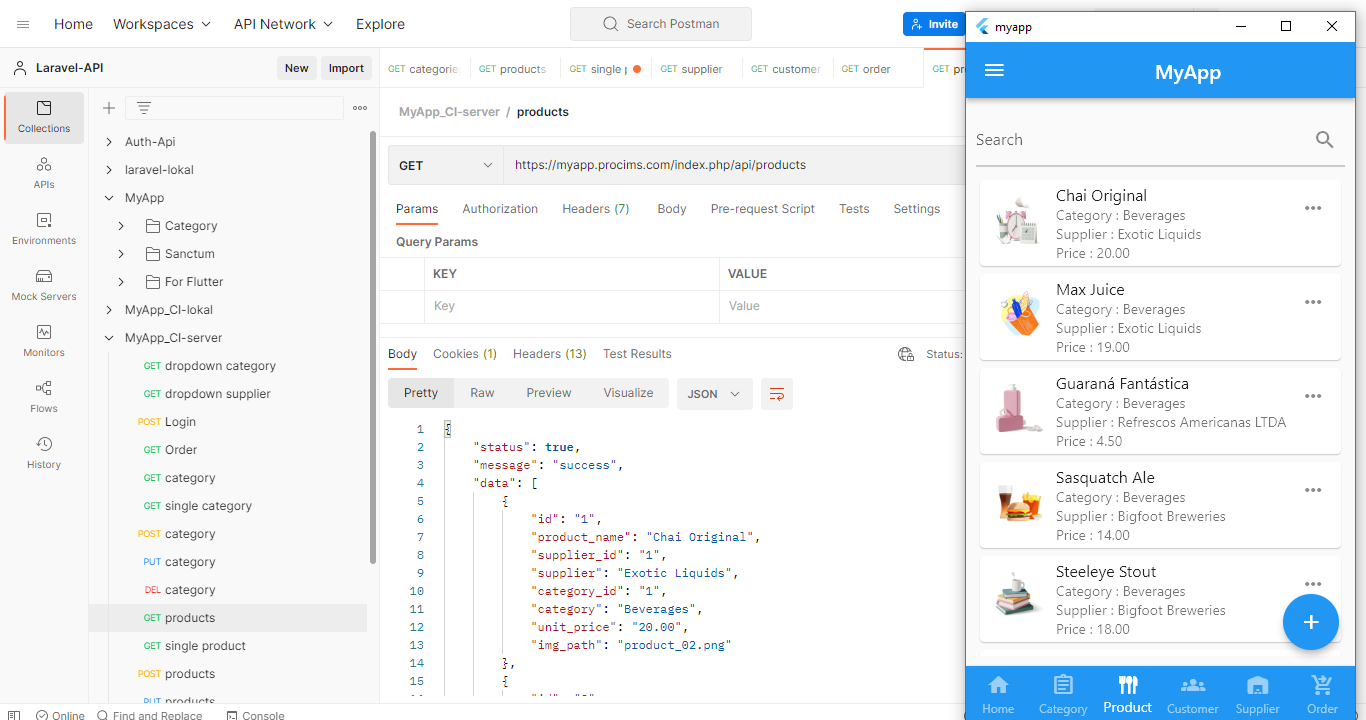 Home Workspaces API Network Explore
Search Postman
Invite
Laravel-API
New Import
GET categorie GET products GET single p GET supplier GET customer GET order GET pr
Collections
APIs
Environments
Mock Servers
Monitors
Flows
History
Auth-Api
laravel-lokal
MyApp
Category
Sanctum
For Flutter
MyApp_CI-lokal
MyApp_CI-server
GET dropdown category
GET dropdown supplier
POST Login
GET Order
GET category
GET single category
POST category
PUT category
DEL category
GET products
GET single product
POST products
PUT products
MyApp_CI-server / products
GET https://myapp.procims.com/index.php/api/products
Params Authorization Headers (7) Body Pre-request Script Tests Settings
Query Params
KEY VALUE
Key Value
Body Cookies (1) Headers (13) Test Results Status:
Pretty Raw Preview Visualize JSON
1 {
2 "status": true,
3 "message": "success",
4 "data": [
5 {
6 "id": "1",
7 "product_name": "Chai Original",
8 "supplier_id": "1",
9 "supplier": "Exotic Liquids",
10 "category_id": "1",
11 "category": "Beverages",
12 "unit_price": "20.00",
13 "img_path": "product_02.png"
14 },
15 {
Online Find and Replace Console
myapp
MyApp
Search
Chai Original
Category : Beverages
Supplier : Exotic Liquids
Price : 20.00
Max Juice
Category : Beverages
Supplier : Exotic Liquids
Price : 19.00
Guaraná Fantástica
Category : Beverages
Supplier : Refrescos Americanas LTDA
Price : 4.50
Sasquatch Ale
Category : Beverages
Supplier : Bigfoot Breweries
Price : 14.00
Steeleye Stout
Category : Beverages
Supplier : Bigfoot Breweries
Price : 18.00
Home Category Product Customer Supplier Order